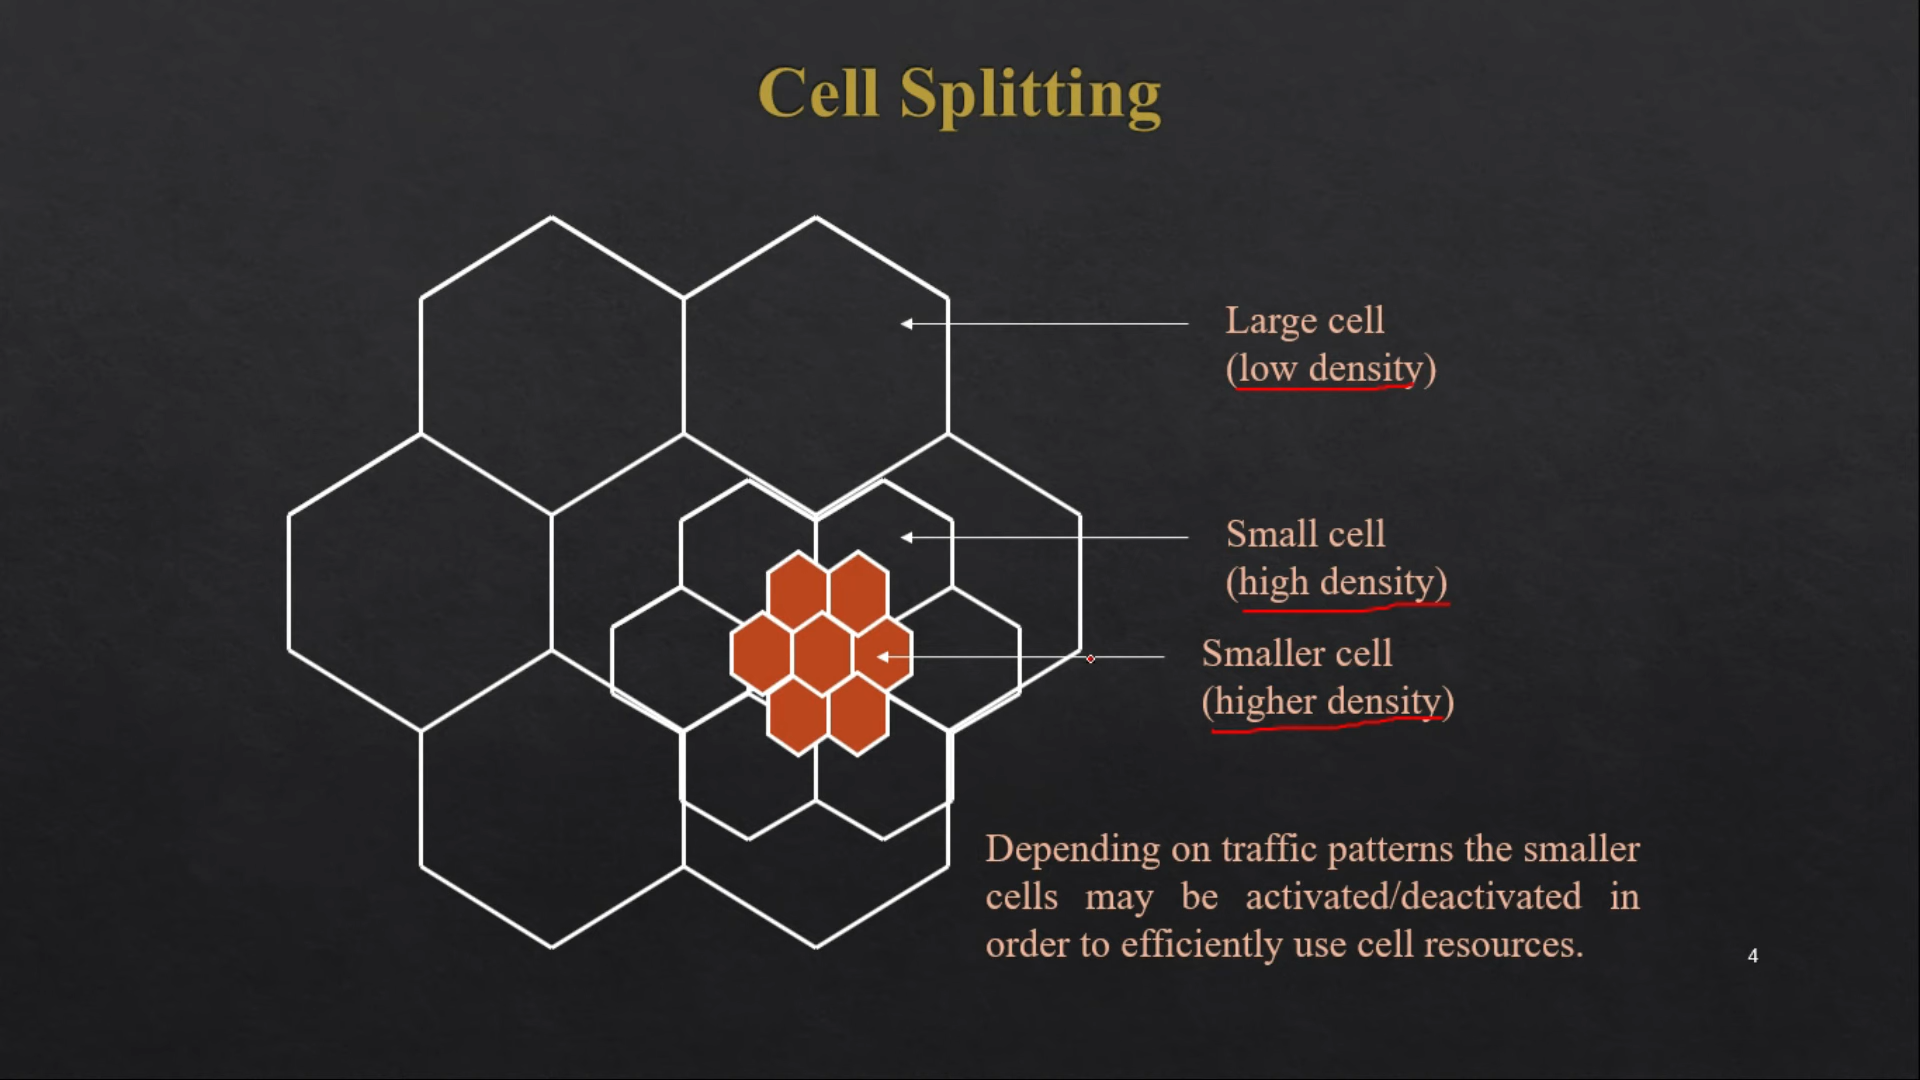 Cell Splitting
Large cell
(low density)
Small cell
(high density)
Smaller cell
(higher density)
Depending on traffic patterns the smaller
cells may be activated/deactivated in
order to efficiently use cell resources.
4